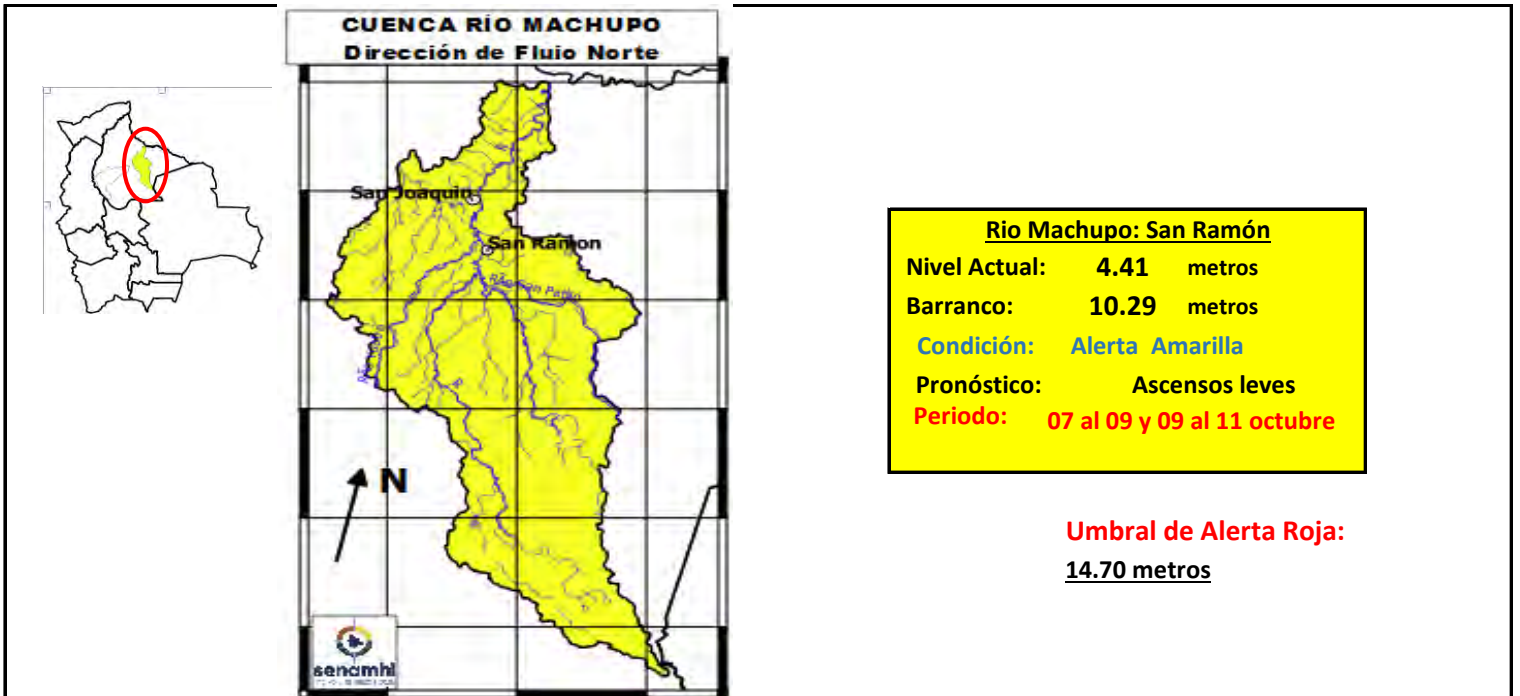 CUENCA RÍO MACHUPO
Dirección de Fluio Norte
San Joaquin
San Ramon
N
senamhi
Rio Machupo: San Ramón
Nivel Actual: 4.41 metros
Barranco: 10.29 metros
Condición: Alerta Amarilla
Pronóstico: Ascensos leves
Periodo: 07 al 09 y 09 al 11 octubre
Umbral de Alerta Roja:
14.70 metros